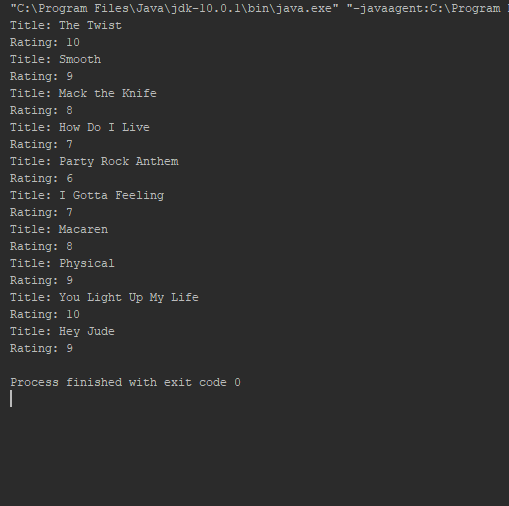 "C:\Program Files\Java\jdk-10.0.1\bin\java.exe" "-javaagent:C:\Program
Title: The Twist
Rating: 10
Title: Smooth
Rating: 9
Title: Mack the Knife
Rating: 8
Title: How Do I Live
Rating: 7
Title: Party Rock Anthem
Rating: 6
Title: I Gotta Feeling
Rating: 7
Title: Macaren
Rating: 8
Title: Physical
Rating: 9
Title: You Light Up My Life
Rating: 10
Title: Hey Jude
Rating: 9
Process finished with exit code 0